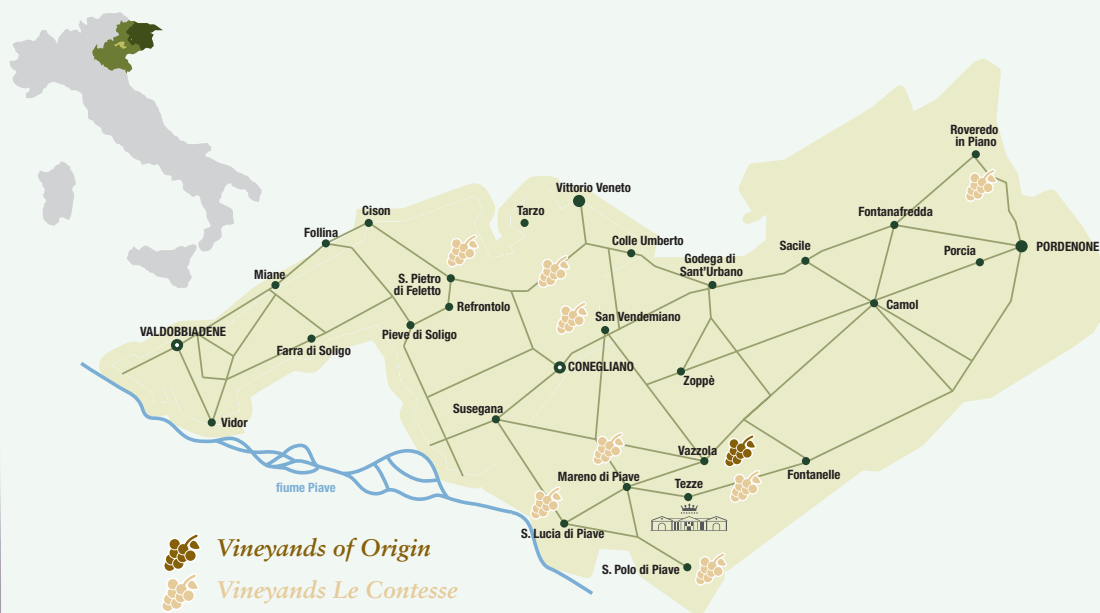 Roveredo
in Piano
Vittorio Veneto
Cison
Tarzo
Fontanafredda
Follina
Colle Umberto
Sacile
PORDENONE
Porcia
Godega di
Sant'Urbano
Miane
S. Pietro
di Feletto
Refrontolo
Camol
San Vendemiano
VALDOBBIADENE
Pieve di Soligo
Farra di Soligo
CONEGLIANO
Zoppè
Susegana
Vidor
Vazzola
Mareno di Piave
Tezze
Fontanelle
fiume Piave
S. Lucia di Piave
S. Polo di Piave
Vineyands of Origin
Vineyands Le Contesse